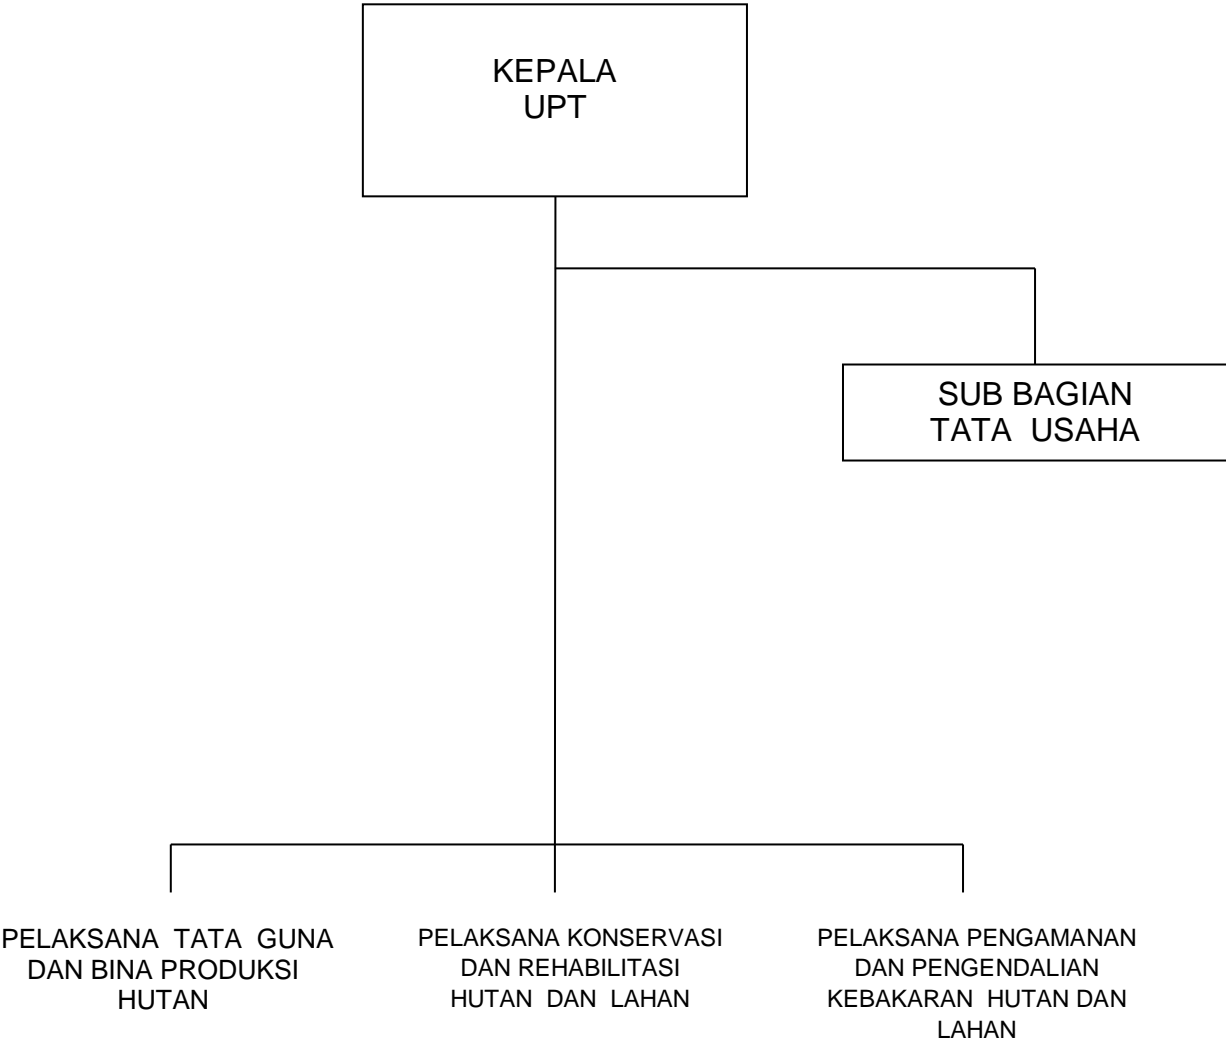 KEPALA
UPT
SUB BAGIAN
TATA USAHA
PELAKSANA TATA GUNA
DAN BINA PRODUKSI
HUTAN
PELAKSANA KONSERVASI
DAN REHABILITASI
HUTAN DAN LAHAN
PELAKSANA PENGAMANAN
DAN PENGENDALIAN
KEBAKARAN HUTAN DAN
LAHAN